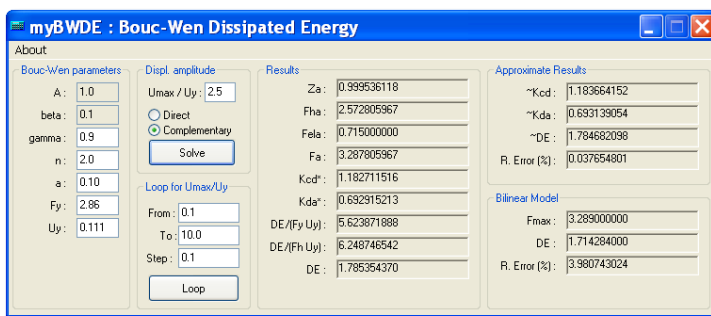 myBWDE : Bouc-Wen Dissipated Energy
About
Bouc-Wen parameters
A : 1.0
beta : 0.1
gamma : 0.9
n : 2.0
a : 0.10
Fy : 2.86
Uy : 0.111
Displ. amplitude
Umax / Uy : 2.5
Direct
Complementary
Solve
Loop for Umax/Uy
From : 0.1
To : 10.0
Step : 0.1
Loop
Results
Za : 0.999536118
Fha : 2.572805967
Fela : 0.715000000
Fa : 3.287805967
Kcd* : 1.182711516
Kda* : 0.692915213
DE/(Fy Uy) : 5.623871888
DE/(Fh Uy) : 6.248746542
DE : 1.785354370
Approximate Results
~Kcd : 1.183664152
~Kda : 0.693139054
~DE : 1.784682098
R. Error (%) : 0.037654801
Bilinear Model
Fmax : 3.289000000
DE : 1.714284000
R. Error (%) : 3.980743024